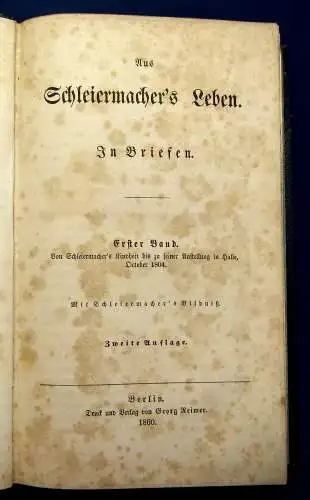 Aus
Schleiermacher's Leben.
In Briefen.
Erster Band.
Von Schleiermacher's Kindheit bis zu seiner Anstellung in Halle,
October 1804.
Mit Schleiermacher's Bildniß.
Zweite Auflage.
Berlin.
Druck und Verlag von Georg Reimer.
1860.